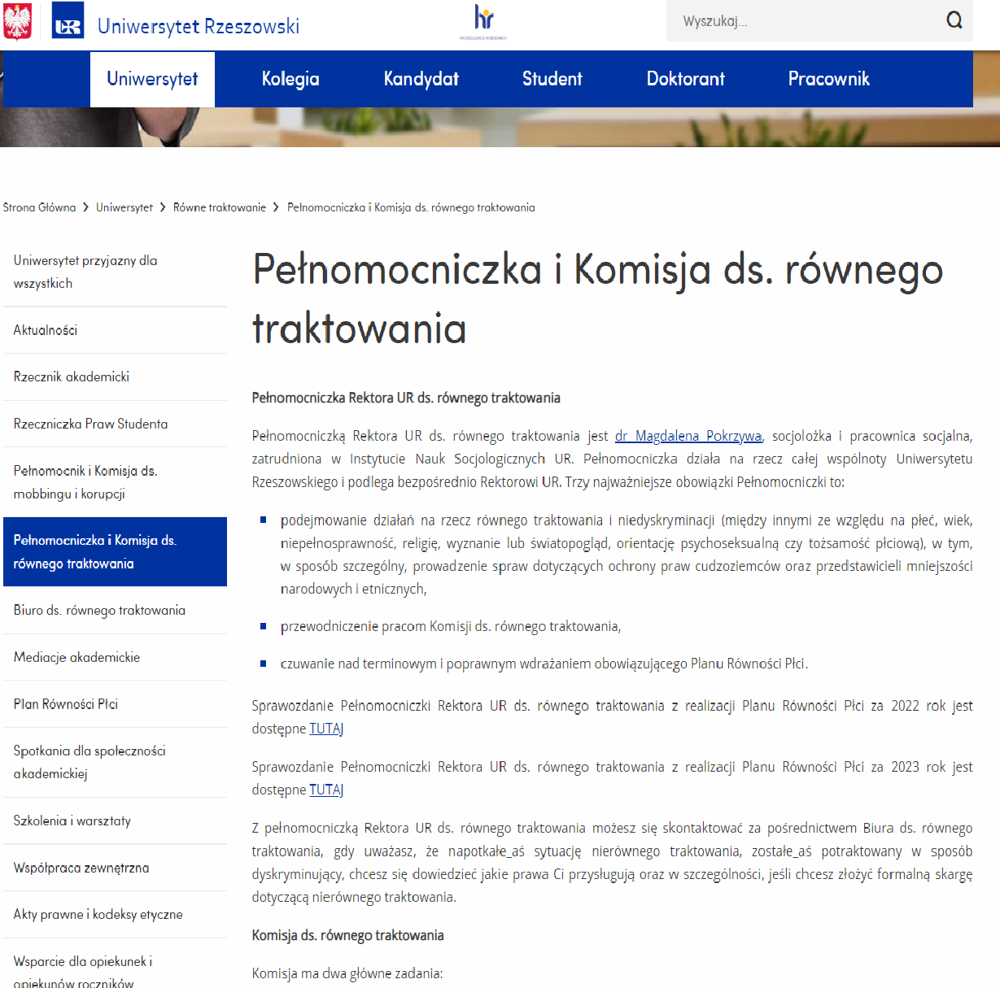 UR
Uniwersytet Rzeszowski
hr
HR EXCELLENCE IN RESEARCH
Wyszukaj...
Uniwersytet
Kolegia
Kandydat
Student
Doktorant
Pracownik
Strona Główna > Uniwersytet > Równe traktowanie > Pełnomocniczka i Komisja ds. równego traktowania
Uniwersytet przyjazny dla
wszystkich
Aktualności
Rzecznik akademicki
Rzeczniczka Praw Studenta
Pełnomocnik i Komisja ds.
mobbingu i korupcji
Pełnomocniczka i Komisja ds.
równego traktowania
Biuro ds. równego traktowania
Mediacje akademickie
Plan Równości Płci
Spotkania dla społeczności
akademickiej
Szkolenia i warsztaty
Współpraca zewnętrzna
Akty prawne i kodeksy etyczne
Wsparcie dla opiekunek i
opiekunów roczników
Pełnomocniczka i Komisja ds. równego
traktowania
Pełnomocniczka Rektora UR ds. równego traktowania
Pełnomocniczką Rektora UR ds. równego traktowania jest dr Magdalena Pokrzywa, socjolożka i pracownica socjalna,
zatrudniona w Instytucie Nauk Socjologicznych UR. Pełnomocniczka działa na rzecz całej wspólnoty Uniwersytetu
Rzeszowskiego i podlega bezpośrednio Rektorowi UR. Trzy najważniejsze obowiązki Pełnomocniczki to:
podejmowanie działań na rzecz równego traktowania i niedyskryminacji (między innymi ze względu na płeć, wiek,
niepełnosprawność, religię, wyznanie lub światopogląd, orientację psychoseksualną czy tożsamość płciową), w tym,
w sposób szczególny, prowadzenie spraw dotyczących ochrony praw cudzoziemców oraz przedstawicieli mniejszości
narodowych i etnicznych,
przewodniczenie pracom Komisji ds. równego traktowania,
czuwanie nad terminowym i poprawnym wdrażaniem obowiązującego Planu Równości Płci.
Sprawozdanie Pełnomocniczki Rektora UR ds. równego traktowania z realizacji Planu Równości Płci za 2022 rok jest
dostępne TUTAJ
Sprawozdanie Pełnomocniczki Rektora UR ds. równego traktowania z realizacji Planu Równości Płci za 2023 rok jest
dostępne TUTAJ
Z pełnomocniczką Rektora UR ds. równego traktowania możesz się skontaktować za pośrednictwem Biura ds. równego
traktowania, gdy uważasz, że napotkałe_aś sytuację nierównego traktowania, zostałe_aś potraktowany w sposób
dyskryminujący, chcesz się dowiedzieć jakie prawa Ci przysługują oraz w szczególności, jeśli chcesz złożyć formalną skargę
dotyczącą nierównego traktowania.
Komisja ds. równego traktowania
Komisja ma dwa główne zadania: